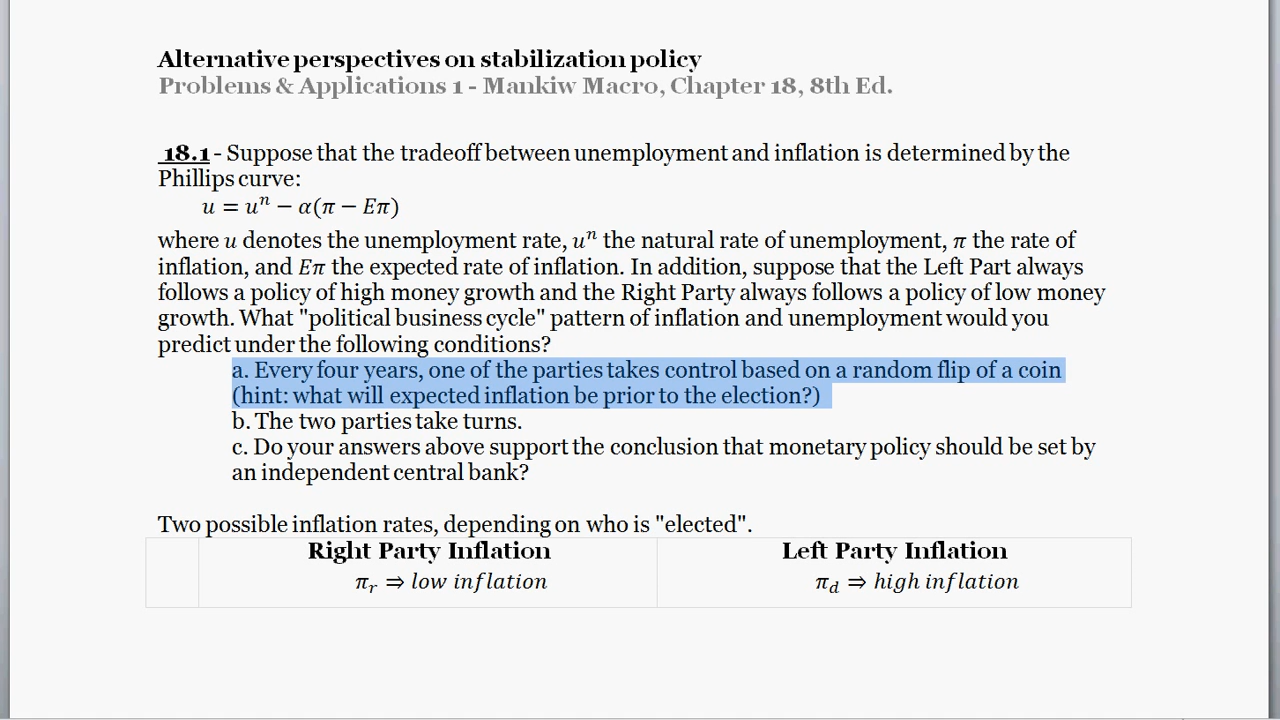 Alternative perspectives on stabilization policy
Problems & Applications 1 - Mankiw Macro, Chapter 18, 8th Ed.
18.1 - Suppose that the tradeoff between unemployment and inflation is determined by the
Phillips curve:
u = uⁿ − α(π − Eπ)
where u denotes the unemployment rate, uⁿ the natural rate of unemployment, π the rate of
inflation, and Eπ the expected rate of inflation. In addition, suppose that the Left Part always
follows a policy of high money growth and the Right Party always follows a policy of low money
growth. What "political business cycle" pattern of inflation and unemployment would you
predict under the following conditions?
a. Every four years, one of the parties takes control based on a random flip of a coin
(hint: what will expected inflation be prior to the election?)
b. The two parties take turns.
c. Do your answers above support the conclusion that monetary policy should be set by
an independent central bank?
Two possible inflation rates, depending on who is "elected".
Right Party Inflation Left Party Inflation
π_r ⇒ low inflation π_d ⇒ high inflation